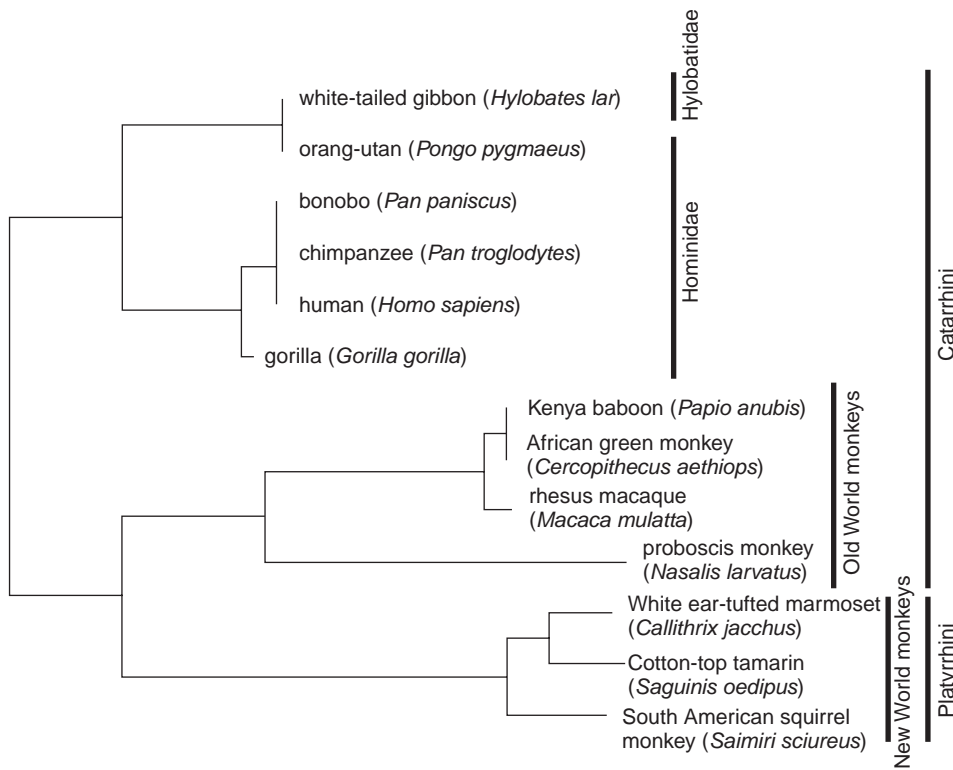 white-tailed gibbon (Hylobates lar)
orang-utan (Pongo pygmaeus)
bonobo (Pan paniscus)
chimpanzee (Pan troglodytes)
human (Homo sapiens)
gorilla (Gorilla gorilla)
Kenya baboon (Papio anubis)
African green monkey
(Cercopithecus aethiops)
rhesus macaque
(Macaca mulatta)
proboscis monkey
(Nasalis larvatus)
White ear-tufted marmoset
(Callithrix jacchus)
Cotton-top tamarin
(Saguinis oedipus)
South American squirrel
monkey (Saimiri sciureus)
Hylobatidae
Hominidae
Old World monkeys
New World monkeys
Catarrhini
Platyrrhini